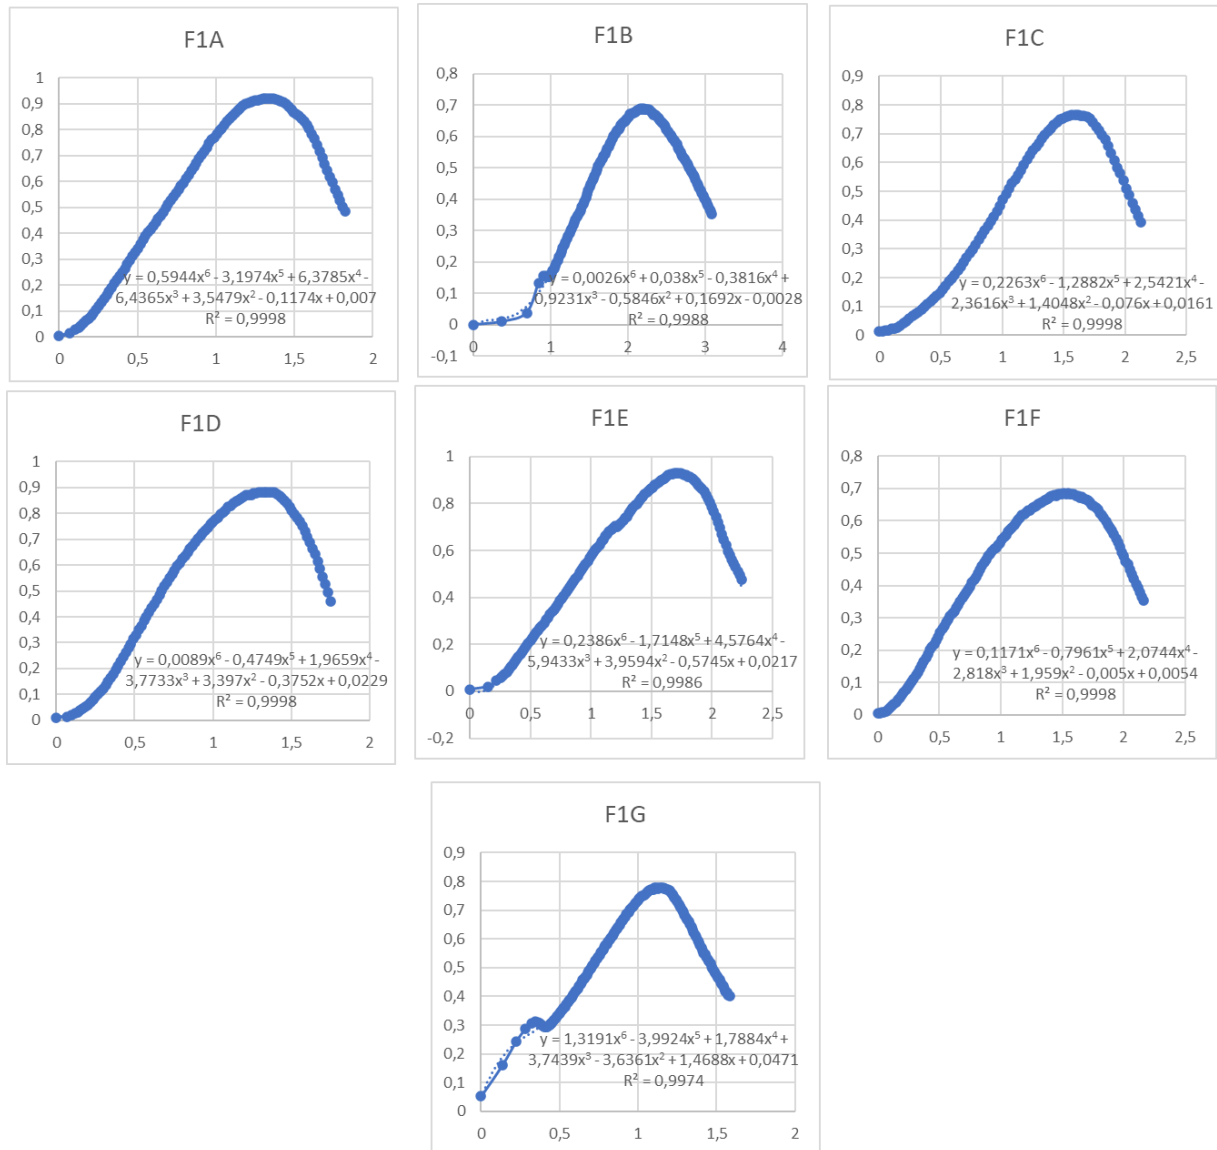 F1A
1
0,9
0,8
0,7
0,6
0,5
0,4
0,3
0,2
0,1
0
y = 0,5944x⁶ - 3,1974x⁵ + 6,3785x⁴ -
6,4365x³ + 3,5479x² - 0,1174x + 0,007
R² = 0,9998
0 0,5 1 1,5 2
F1B
0,8
0,7
0,6
0,5
0,4
0,3
0,2
0,1
0
-0,1
y = 0,0026x⁶ + 0,038x⁵ - 0,3816x⁴ +
0,9231x³ - 0,5846x² + 0,1692x - 0,0028
R² = 0,9988
0 1 2 3 4
F1C
0,9
0,8
0,7
0,6
0,5
0,4
0,3
0,2
0,1
0
y = 0,2263x⁶ - 1,2882x⁵ + 2,5421x⁴ -
2,3616x³ + 1,4048x² - 0,076x + 0,0161
R² = 0,9998
0 0,5 1 1,5 2 2,5
F1D
1
0,9
0,8
0,7
0,6
0,5
0,4
0,3
0,2
0,1
0
y = 0,0089x⁶ - 0,4749x⁵ + 1,9659x⁴ -
3,7733x³ + 3,397x² - 0,3752x + 0,0229
R² = 0,9998
0 0,5 1 1,5 2
F1E
1
0,8
0,6
0,4
0,2
0
-0,2
y = 0,2386x⁶ - 1,7148x⁵ + 4,5764x⁴ -
5,9433x³ + 3,9594x² - 0,5745x + 0,0217
R² = 0,9986
0 0,5 1 1,5 2 2,5
F1F
0,8
0,7
0,6
0,5
0,4
0,3
0,2
0,1
0
y = 0,1171x⁶ - 0,7961x⁵ + 2,0744x⁴ -
2,818x³ + 1,959x² - 0,005x + 0,0054
R² = 0,9998
0 0,5 1 1,5 2 2,5
F1G
0,9
0,8
0,7
0,6
0,5
0,4
0,3
0,2
0,1
0
y = 1,3191x⁶ - 3,9924x⁵ + 1,7884x⁴ +
3,7439x³ - 3,6361x² + 1,4688x + 0,0471
R² = 0,9974
0 0,5 1 1,5 2